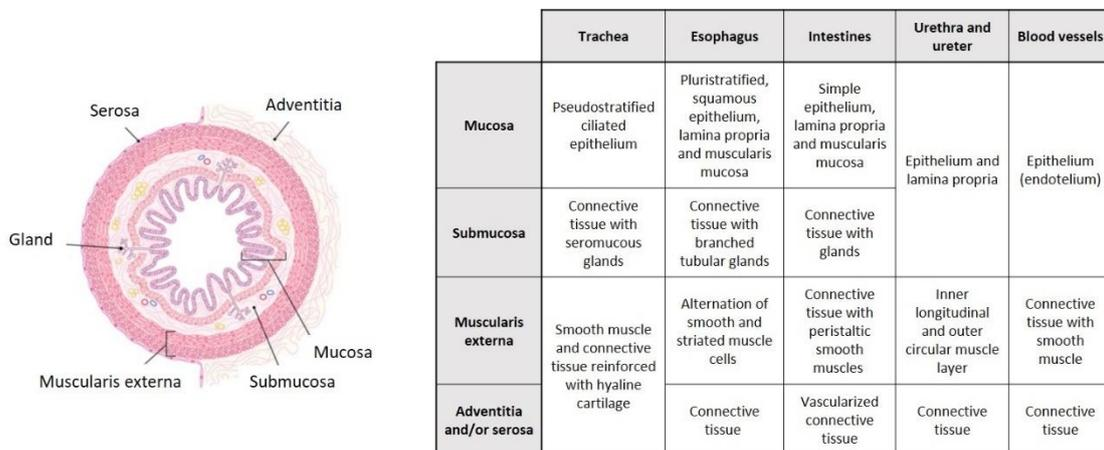 Serosa
Adventitia
Gland
Mucosa
Muscularis externa
Submucosa
Trachea
Esophagus
Intestines
Urethra and
ureter
Blood vessels
Mucosa
Pseudostratified
ciliated
epithelium
Pluristratified,
squamous
epithelium,
lamina propria
and muscularis
mucosa
Simple
epithelium,
lamina propria
and muscularis
mucosa
Epithelium and
lamina propria
Epithelium
(endotelium)
Submucosa
Connective
tissue with
seromucous
glands
Connective
tissue with
branched
tubular glands
Connective
tissue with
glands
Muscularis
externa
Smooth muscle
and connective
tissue reinforced
with hyaline
cartilage
Alternation of
smooth and
striated muscle
cells
Connective
tissue with
peristaltic
smooth
muscles
Inner
longitudinal
and outer
circular muscle
layer
Connective
tissue with
smooth
muscle
Adventitia
and/or serosa
Connective
tissue
Vascularized
connective
tissue
Connective
tissue
Connective
tissue